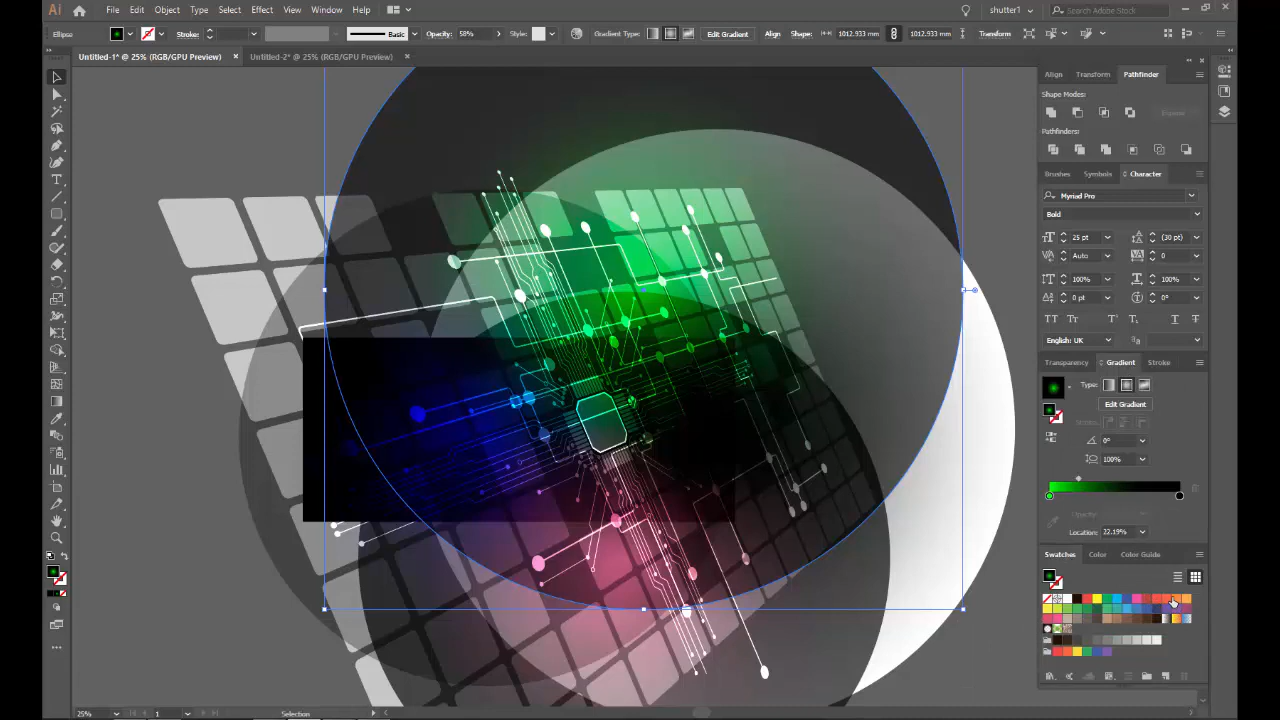 Ai File Edit Object Type Select Effect View Window Help shutter1 Search Adobe Stock
Ellipse Stroke: Basic Opacity: 58% Style: Gradient Type: Edit Gradient Align Shape: 1012.933 mm 1012.933 mm Transform
Untitled-1* @ 25% (RGB/GPU Preview) × Untitled-2* @ 25% (RGB/GPU Preview) ×
Align Transform Pathfinder
Shape Modes:
Expand
Pathfinders:
Brushes Symbols Character
Myriad Pro
Bold
25 pt (30 pt)
Auto 0
100% 100%
0 pt 0°
English: UK
Transparency Gradient Stroke
Type:
Edit Gradient
Stroke:
0°
100%
Opacity:
Location: 22.19%
Swatches Color Color Guide
25% 1 Selection